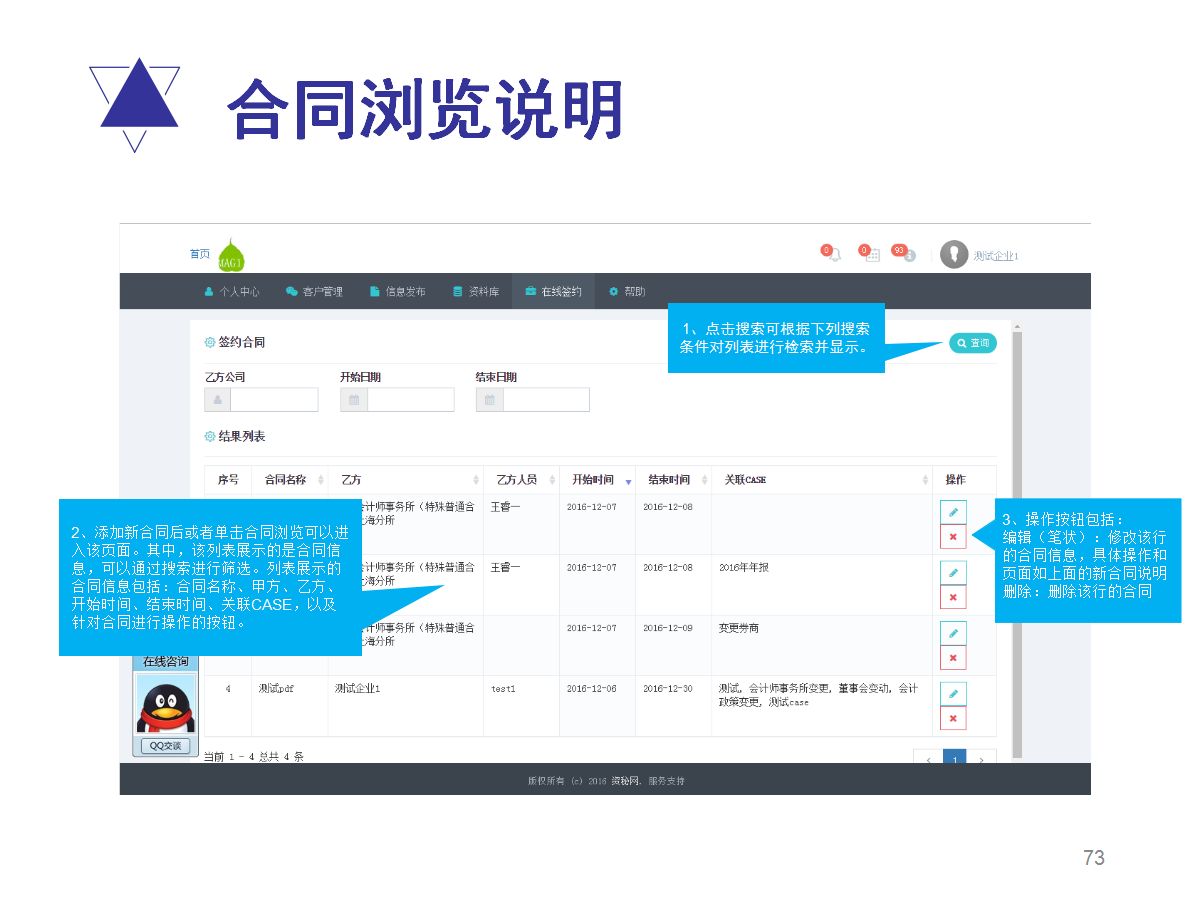 合同浏览说明
首页
MAGI
0
0
93
测试企业1
个人中心
客户管理
信息发布
资料库
在线签约
帮助
1、点击搜索可根据下列搜索
条件对列表进行检索并显示。
签约合同
查询
乙方公司
开始日期
结束日期
结果列表
序号 合同名称 乙方 乙方人员 开始时间 结束时间 关联CASE 操作
计师事务所（特殊普通合 王睿一 2016-12-07 2016-12-08
海分所
计师事务所（特殊普通合 王睿一 2016-12-07 2016-12-08 2016年年报
海分所
计师事务所（特殊普通合 2016-12-07 2016-12-09 变更券商
海分所
4 测试pdf 测试企业1 test1 2016-12-06 2016-12-30 测试, 会计师事务所变更, 董事会变动, 会计
政策变更, 测试case
2、添加新合同后或者单击合同浏览可以进
入该页面。其中，该列表展示的是合同信
息，可以通过搜索进行筛选。列表展示的
合同信息包括：合同名称、甲方、乙方、
开始时间、结束时间、关联CASE，以及
针对合同进行操作的按钮。
3、操作按钮包括：
编辑（笔状）：修改该行
的合同信息，具体操作和
页面如上面的新合同说明
删除：删除该行的合同
在线咨询
QQ交谈
当前 1 - 4 总共 4 条
1
版权所有 (c) 2016 资秘网. 服务支持
73